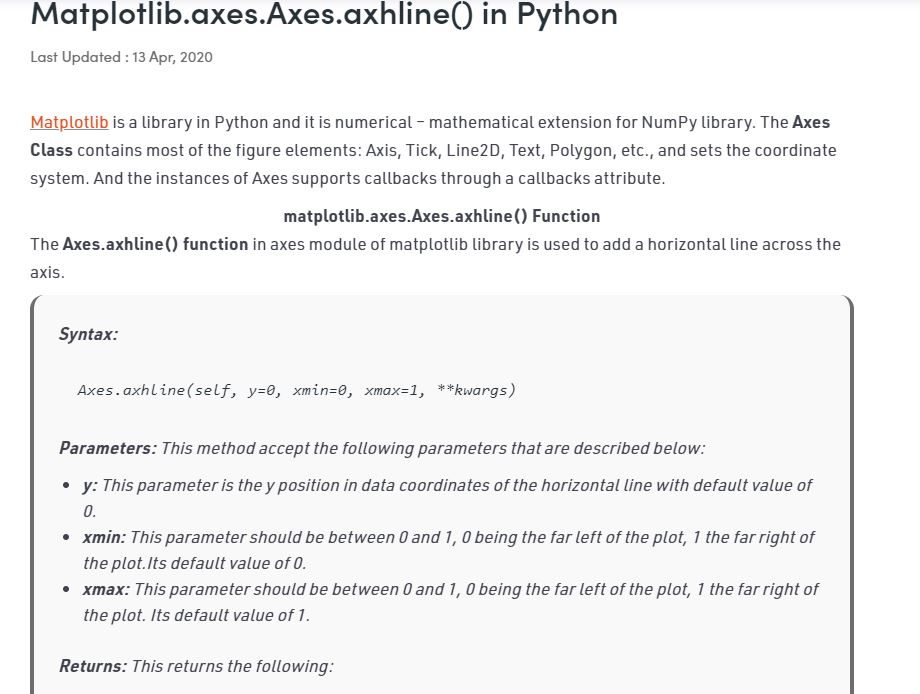 Matplotlib.axes.Axes.axhline() in Python
Last Updated : 13 Apr, 2020
Matplotlib is a library in Python and it is numerical – mathematical extension for NumPy library. The Axes
Class contains most of the figure elements: Axis, Tick, Line2D, Text, Polygon, etc., and sets the coordinate
system. And the instances of Axes supports callbacks through a callbacks attribute.
matplotlib.axes.Axes.axhline() Function
The Axes.axhline() function in axes module of matplotlib library is used to add a horizontal line across the
axis.
Syntax:
Axes.axhline(self, y=0, xmin=0, xmax=1, **kwargs)
Parameters: This method accept the following parameters that are described below:
• y: This parameter is the y position in data coordinates of the horizontal line with default value of
0.
• xmin: This parameter should be between 0 and 1, 0 being the far left of the plot, 1 the far right of
the plot.Its default value of 0.
• xmax: This parameter should be between 0 and 1, 0 being the far left of the plot, 1 the far right of
the plot. Its default value of 1.
Returns: This returns the following: